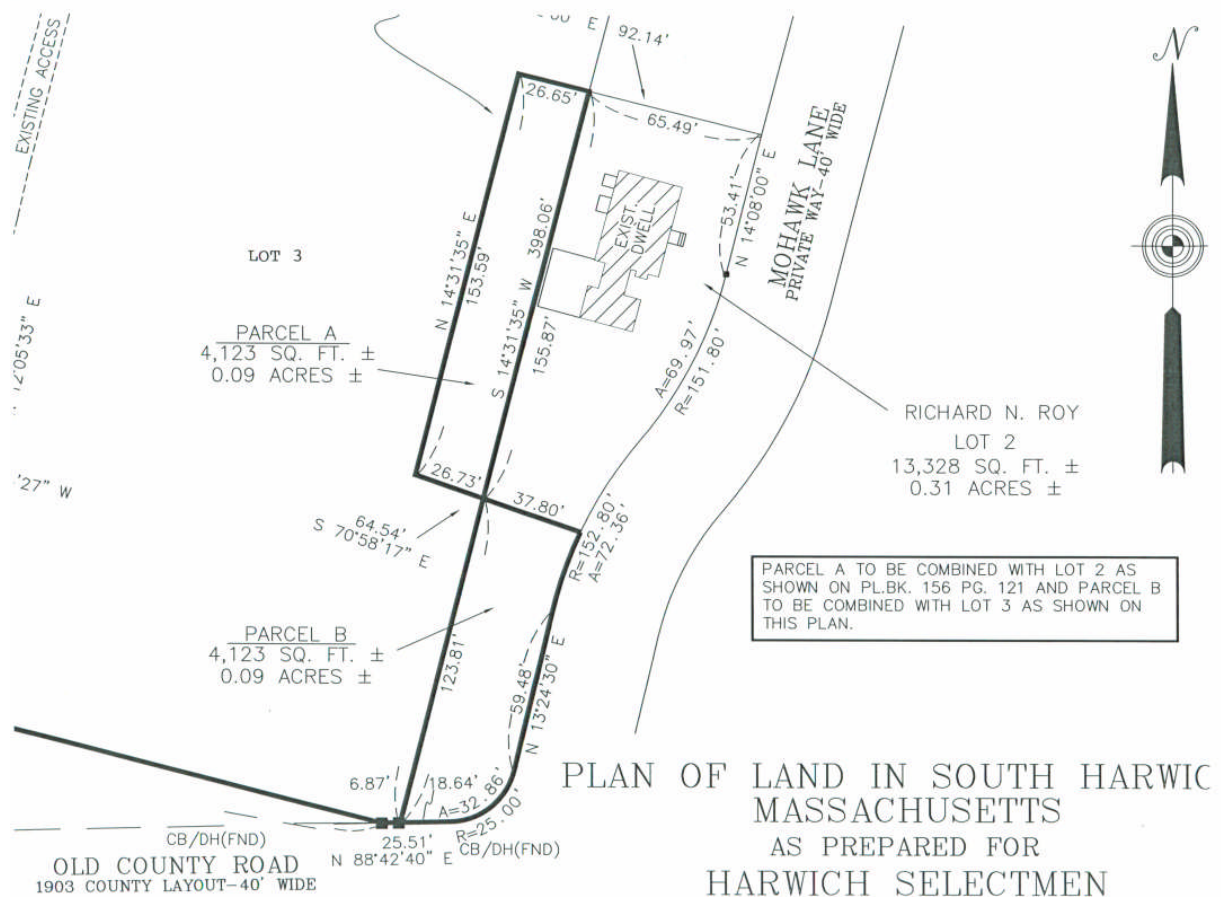 EXISTING ACCESS
E
92.14'
26.65'
65.49'
N
53.41'
N 14°08'00" E
MOHAWK LANE
PRIVATE WAY-40' WIDE
EXIST.
DWELL
N 14°31'35" E
153.59'
S 14°31'35" W 398.06'
155.87'
LOT 3
12°05'33" E
PARCEL A
4,123 SQ. FT. ±
0.09 ACRES ±
A=69.97'
R=151.80'
RICHARD N. ROY
LOT 2
13,328 SQ. FT. ±
0.31 ACRES ±
'27" W
26.73'
37.80'
64.54'
S 70°58'17" E
R=152.80'
A=72.36'
PARCEL A TO BE COMBINED WITH LOT 2 AS
SHOWN ON PL.BK. 156 PG. 121 AND PARCEL B
TO BE COMBINED WITH LOT 3 AS SHOWN ON
THIS PLAN.
PARCEL B
4,123 SQ. FT. ±
0.09 ACRES ±
123.81'
59.48'
N 13°24'30" E
6.87'
18.64'
A=32.86'
R=25.00'
25.51'
N 88°42'40" E
CB/DH(FND)
CB/DH(FND)
OLD COUNTY ROAD
1903 COUNTY LAYOUT-40' WIDE
PLAN OF LAND IN SOUTH HARWIC
MASSACHUSETTS
AS PREPARED FOR
HARWICH SELECTMEN